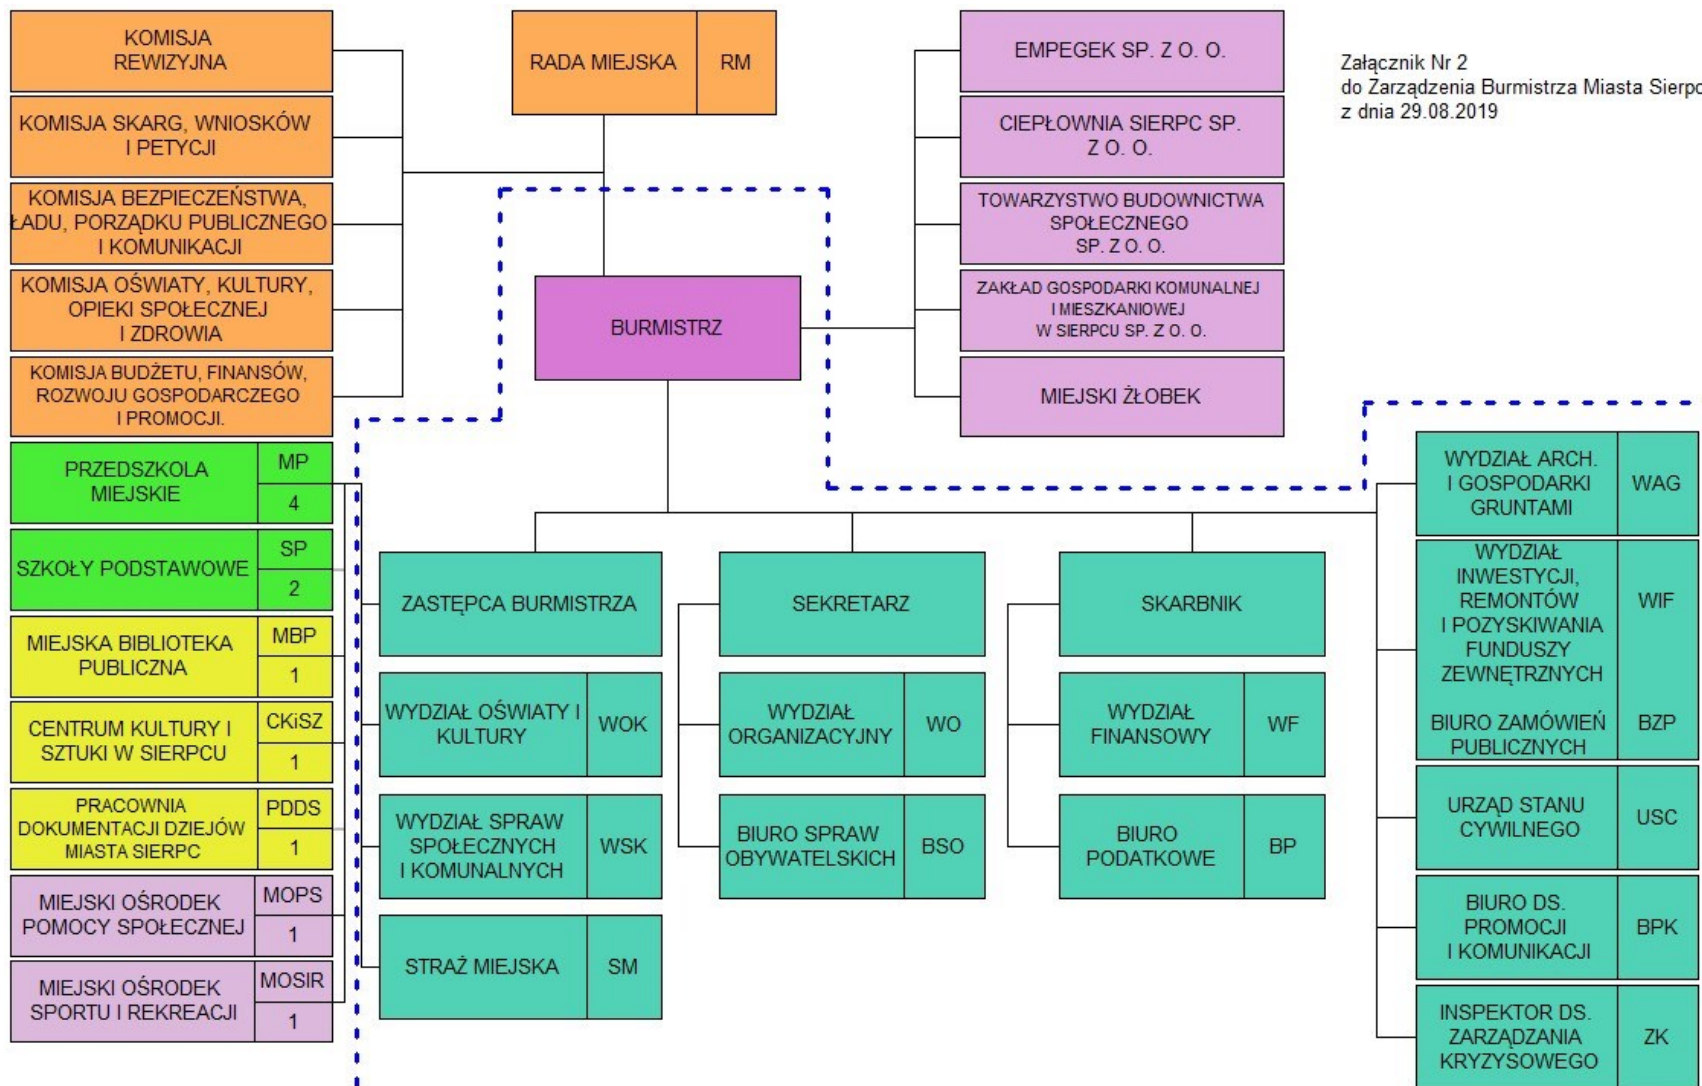 KOMISJA
REWIZYJNA
KOMISJA SKARG, WNIOSKÓW
I PETYCJI
KOMISJA BEZPIECZEŃSTWA,
ŁADU, PORZĄDKU PUBLICZNEGO
I KOMUNIKACJI
KOMISJA OŚWIATY, KULTURY,
OPIEKI SPOŁECZNEJ
I ZDROWIA
KOMISJA BUDŻETU, FINANSÓW,
ROZWOJU GOSPODARCZEGO
I PROMOCJI.
RADA MIEJSKA
RM
EMPEGEK SP. Z O. O.
CIEPŁOWNIA SIERPC SP.
Z O. O.
TOWARZYSTWO BUDOWNICTWA
SPOŁECZNEGO
SP. Z O. O.
ZAKŁAD GOSPODARKI KOMUNALNEJ
I MIESZKANIOWEJ
W SIERPCU SP. Z O. O.
MIEJSKI ŻŁOBEK
Załącznik Nr 2
do Zarządzenia Burmistrza Miasta Sierpc
z dnia 29.08.2019
BURMISTRZ
PRZEDSZKOLA
MIEJSKIE
MP
4
SZKOŁY PODSTAWOWE
SP
2
MIEJSKA BIBLIOTEKA
PUBLICZNA
MBP
1
CENTRUM KULTURY I
SZTUKI W SIERPCU
CKiSZ
1
PRACOWNIA
DOKUMENTACJI DZIEJÓW
MIASTA SIERPC
PDDS
1
MIEJSKI OŚRODEK
POMOCY SPOŁECZNEJ
MOPS
1
MIEJSKI OŚRODEK
SPORTU I REKREACJI
MOSIR
1
ZASTĘPCA BURMISTRZA
WYDZIAŁ OŚWIATY I
KULTURY
WOK
WYDZIAŁ SPRAW
SPOŁECZNYCH
I KOMUNALNYCH
WSK
STRAŻ MIEJSKA
SM
SEKRETARZ
WYDZIAŁ
ORGANIZACYJNY
WO
BIURO SPRAW
OBYWATELSKICH
BSO
SKARBNIK
WYDZIAŁ
FINANSOWY
WF
BIURO
PODATKOWE
BP
WYDZIAŁ ARCH.
I GOSPODARKI
GRUNTAMI
WAG
WYDZIAŁ
INWESTYCJI,
REMONTÓW
I POZYSKIWANIA
FUNDUSZY
ZEWNĘTRZNYCH
WIF
BIURO ZAMÓWIEŃ
PUBLICZNYCH
BZP
URZĄD STANU
CYWILNEGO
USC
BIURO DS.
PROMOCJI
I KOMUNIKACJI
BPK
INSPEKTOR DS.
ZARZĄDZANIA
KRYZYSOWEGO
ZK